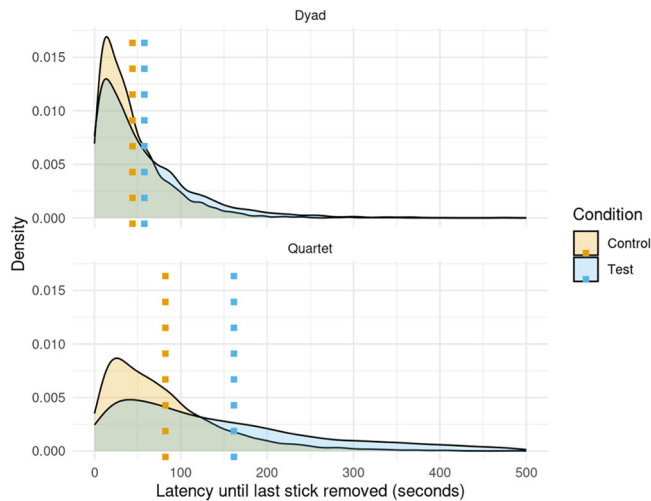 Dyad
0.015
0.010
0.005
0.000
Density
Quartet
0.015
0.010
0.005
0.000
0 100 200 300 400 500
Latency until last stick removed (seconds)
Condition
Control
Test